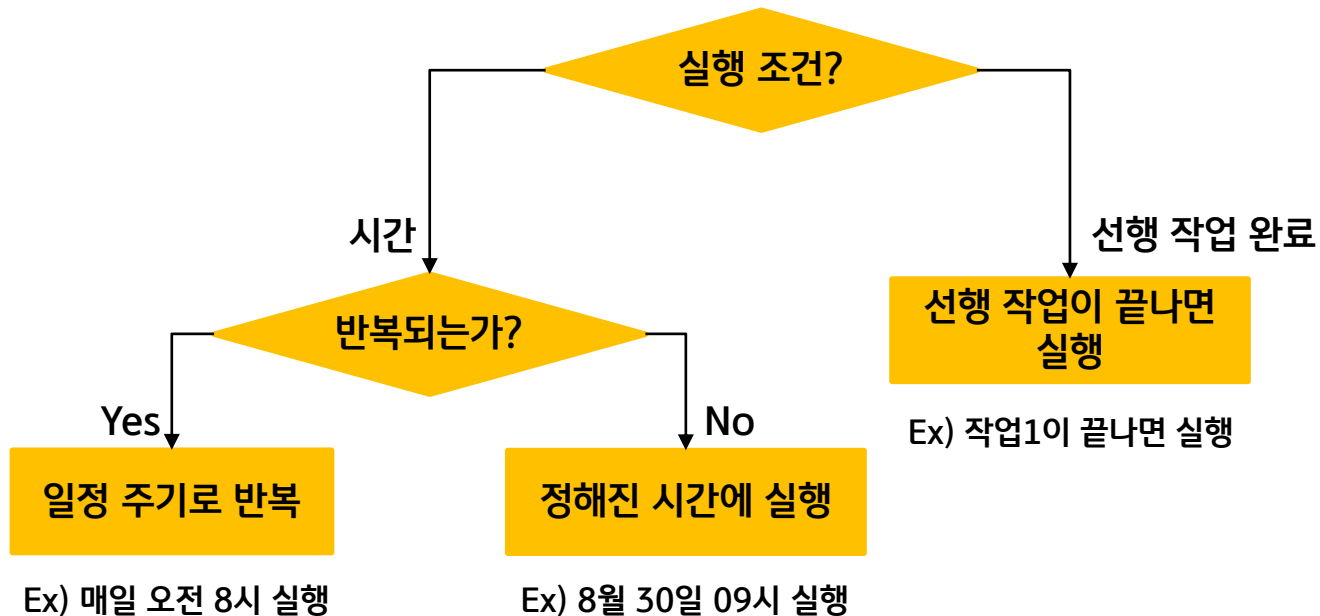 실행 조건?
시간
선행 작업 완료
반복되는가?
선행 작업이 끝나면
실행
Yes
No
Ex) 작업1이 끝나면 실행
일정 주기로 반복
정해진 시간에 실행
Ex) 매일 오전 8시 실행
Ex) 8월 30일 09시 실행